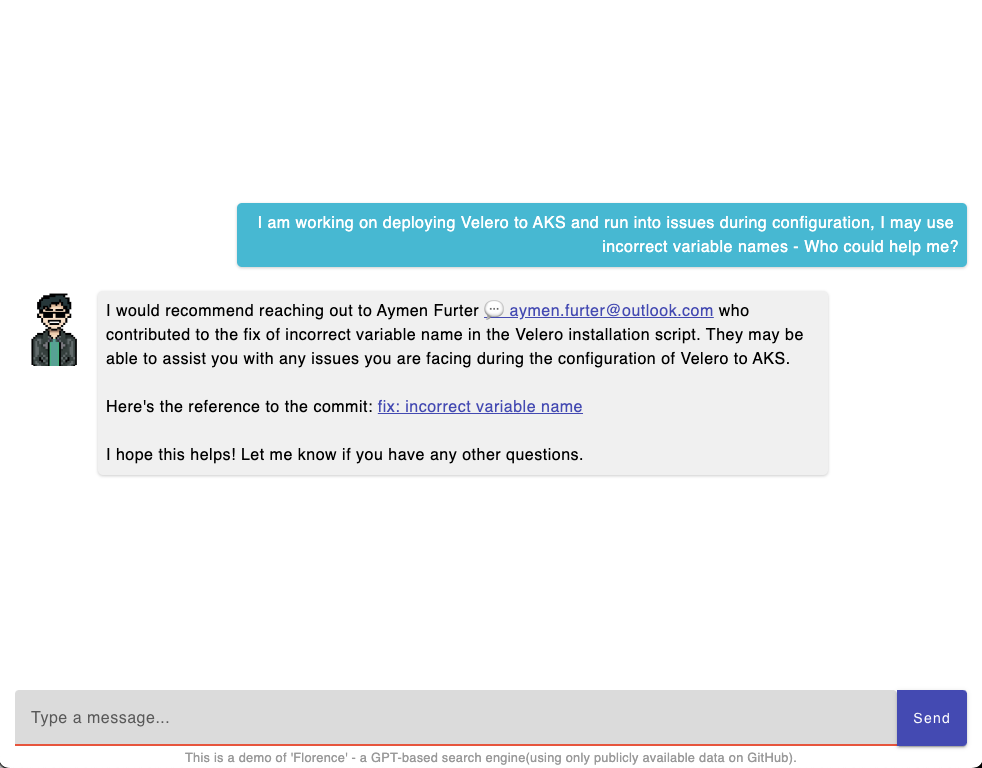 I am working on deploying Velero to AKS and run into issues during configuration, I may use
incorrect variable names - Who could help me?
I would recommend reaching out to Aymen Furter 💬 aymen.furter@outlook.com who
contributed to the fix of incorrect variable name in the Velero installation script. They may be
able to assist you with any issues you are facing during the configuration of Velero to AKS.
Here's the reference to the commit: fix: incorrect variable name
I hope this helps! Let me know if you have any other questions.
Type a message...
Send
This is a demo of 'Florence' - a GPT-based search engine(using only publicly available data on GitHub).